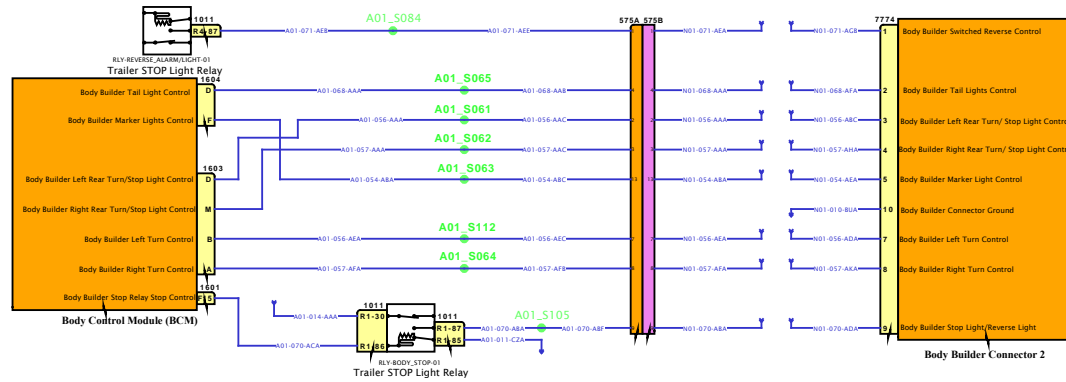 1011
A01_S084
575A 575B
7774
R4-87
A01-071-AEB
A01-071-AEE
N01-071-AEA
N01-071-AGB
1
Body Builder Switched Reverse Control
RLY-REVERSE_ALARM/LIGHT-01
Trailer STOP Light Relay
1604
A01_S065
Body Builder Tail Light Control
D
A01-068-AAA
A01-068-AAB
N01-068-AAA
N01-068-AFA
2
Body Builder Tail Lights Control
A01_S061
Body Builder Marker Lights Control
F
A01-056-AAA
A01-056-AAC
2
2
N01-056-AAA
N01-056-ABC
3
Body Builder Left Rear Turn/ Stop Light Contro
A01_S062
A01-057-AAA
A01-057-AAC
N01-057-AAA
N01-057-AHA
4
Body Builder Right Rear Turn/ Stop Light Contr
1603
A01_S063
Body Builder Left Rear Turn/Stop Light Control
D
A01-054-ABA
A01-054-ABC
13
13
N01-054-ABA
N01-054-AEA
5
Body Builder Marker Light Control
Body Builder Right Rear Turn/Stop Light Control
M
N01-010-BUA
10
Body Builder Connector Ground
A01_S112
Body Builder Left Turn Control
B
A01-056-AEA
A01-056-AEC
N01-056-AEA
N01-056-ADA
7
Body Builder Left Turn Control
A01_S064
Body Builder Right Turn Control
A
A01-057-AFA
A01-057-AFB
N01-057-AFA
N01-057-AKA
8
Body Builder Right Turn Control
1601
Body Builder Stop Relay Stop Control
F15
Body Control Module (BCM)
1011
A01-014-AAA
R1-30
1011
A01_S105
R1-87
A01-070-ABA
A01-070-ABF
N01-070-ABA
N01-070-ADA
9
Body Builder Stop Light/Reverse Light
A01-070-ACA
R1-86
R1-85
A01-011-CZA
RLY-BODY_STOP-01
Trailer STOP Light Relay
Body Builder Connector 2